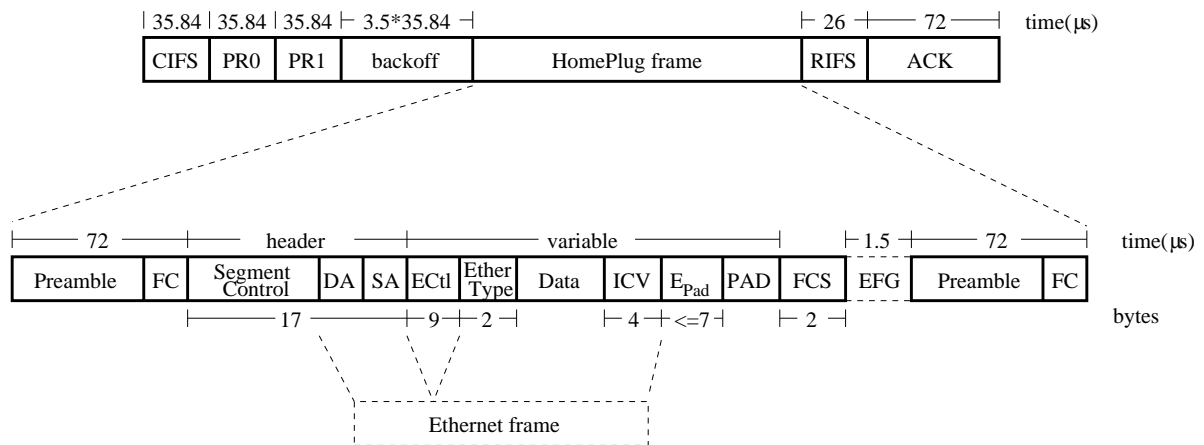 35.84 35.84 35.84 3.5*35.84 26 72 time(μs)
CIFS PR0 PR1 backoff HomePlug frame RIFS ACK
72 header variable 1.5 72 time(μs)
Preamble FC Segment Control DA SA ECtl Ether Type Data ICV E_Pad PAD FCS EFG Preamble FC
17 9 2 4 <=7 2 bytes
Ethernet frame